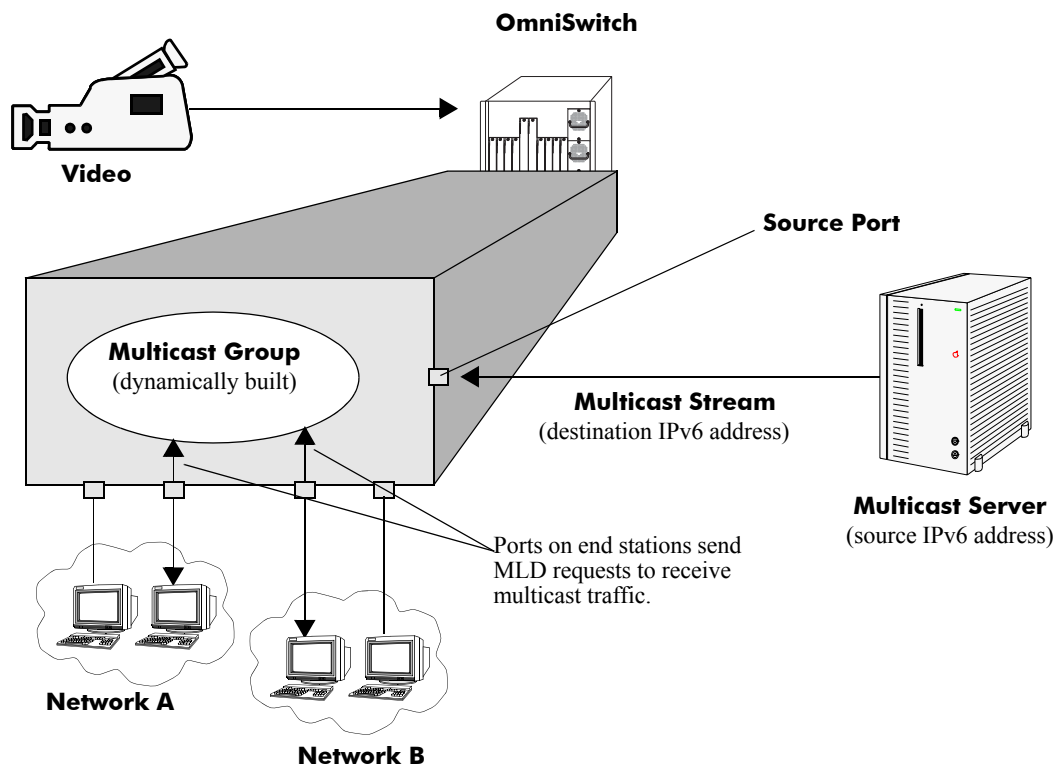 OmniSwitch
Video
Source Port
Multicast Group
(dynamically built)
Multicast Stream
(destination IPv6 address)
Multicast Server
(source IPv6 address)
Ports on end stations send
MLD requests to receive
multicast traffic.
Network A
Network B